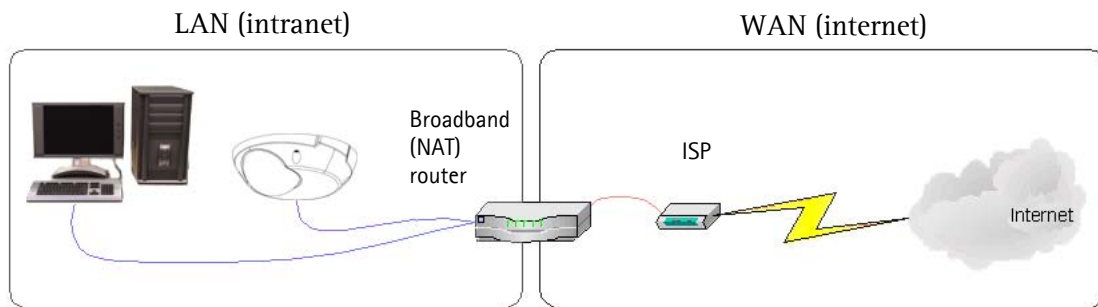 LAN (intranet)
WAN (internet)
Broadband
(NAT)
router
ISP
Internet